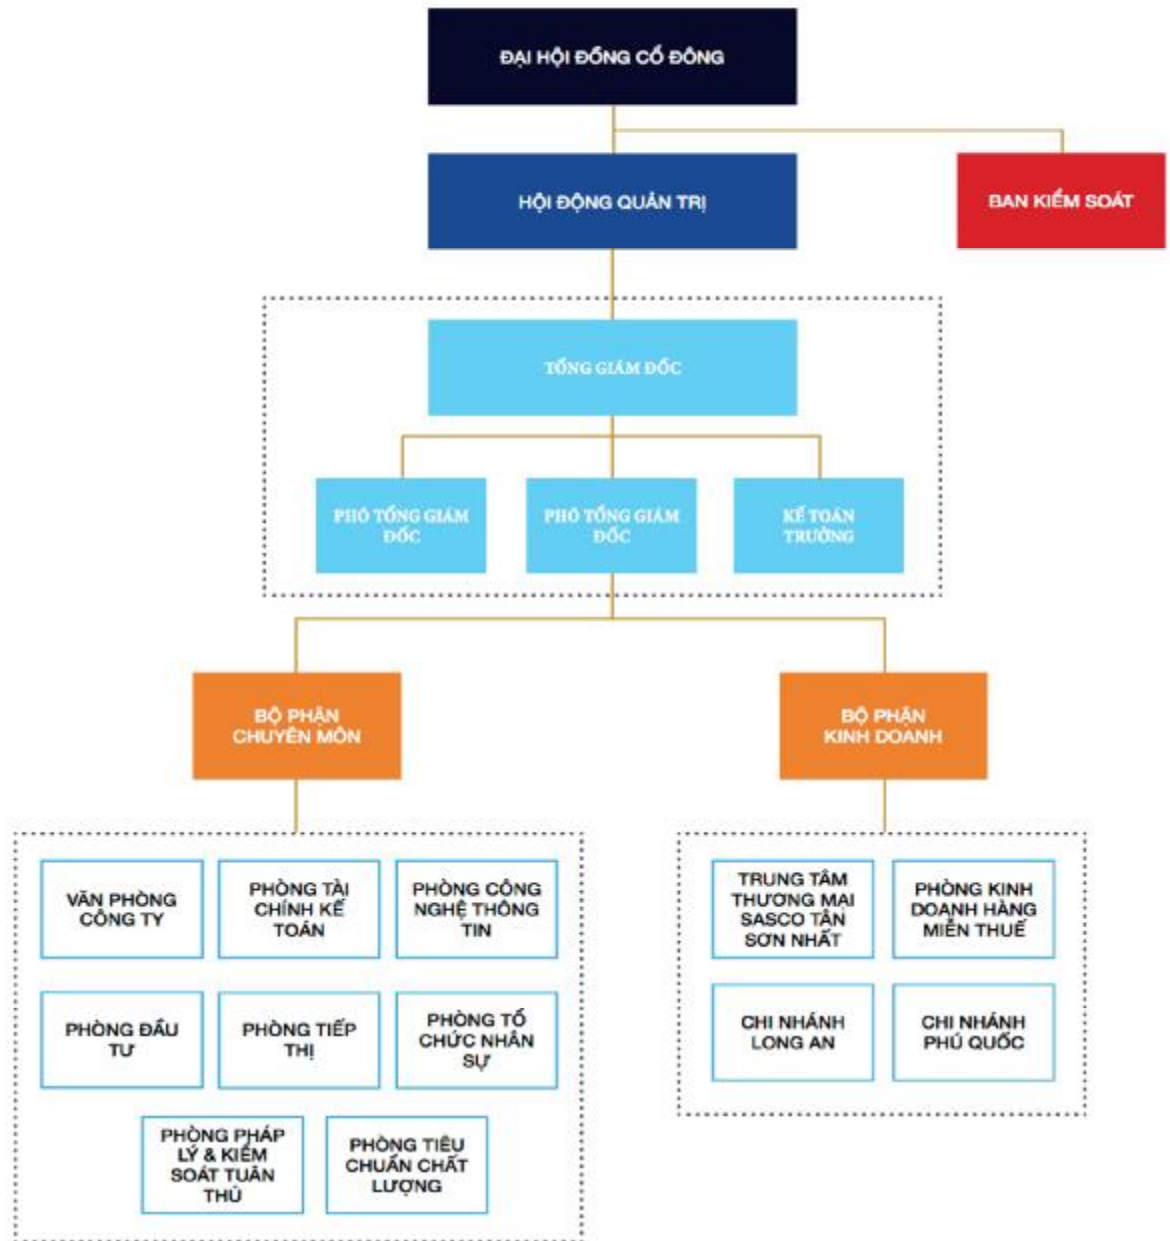 ĐẠI HỘI ĐỒNG CỔ ĐÔNG
HỘI ĐỘNG QUẢN TRỊ
BAN KIỂM SOÁT
TỔNG GIÁM ĐỐC
PHÓ TỔNG GIÁM
ĐỐC
PHÓ TỔNG GIÁM
ĐỐC
KẾ TOÁN
TRƯỞNG
BỘ PHẬN
CHUYÊN MÔN
BỘ PHẬN
KINH DOANH
VĂN PHÒNG
CÔNG TY
PHÒNG TÀI
CHÍNH KẾ
TOÁN
PHÒNG CÔNG
NGHỆ THÔNG
TIN
TRUNG TÂM
THƯƠNG MẠI
SASCO TÂN
SƠN NHẤT
PHÒNG KINH
DOANH HÀNG
MIỄN THUẾ
PHÒNG ĐẦU
TƯ
PHÒNG TIẾP
THỊ
PHÒNG TỔ
CHỨC NHÂN
SỰ
CHI NHÁNH
LONG AN
CHI NHÁNH
PHÚ QUỐC
PHÒNG PHÁP
LÝ & KIỂM
SOÁT TUÂN
THỦ
PHÒNG TIÊU
CHUẨN CHẤT
LƯỢNG